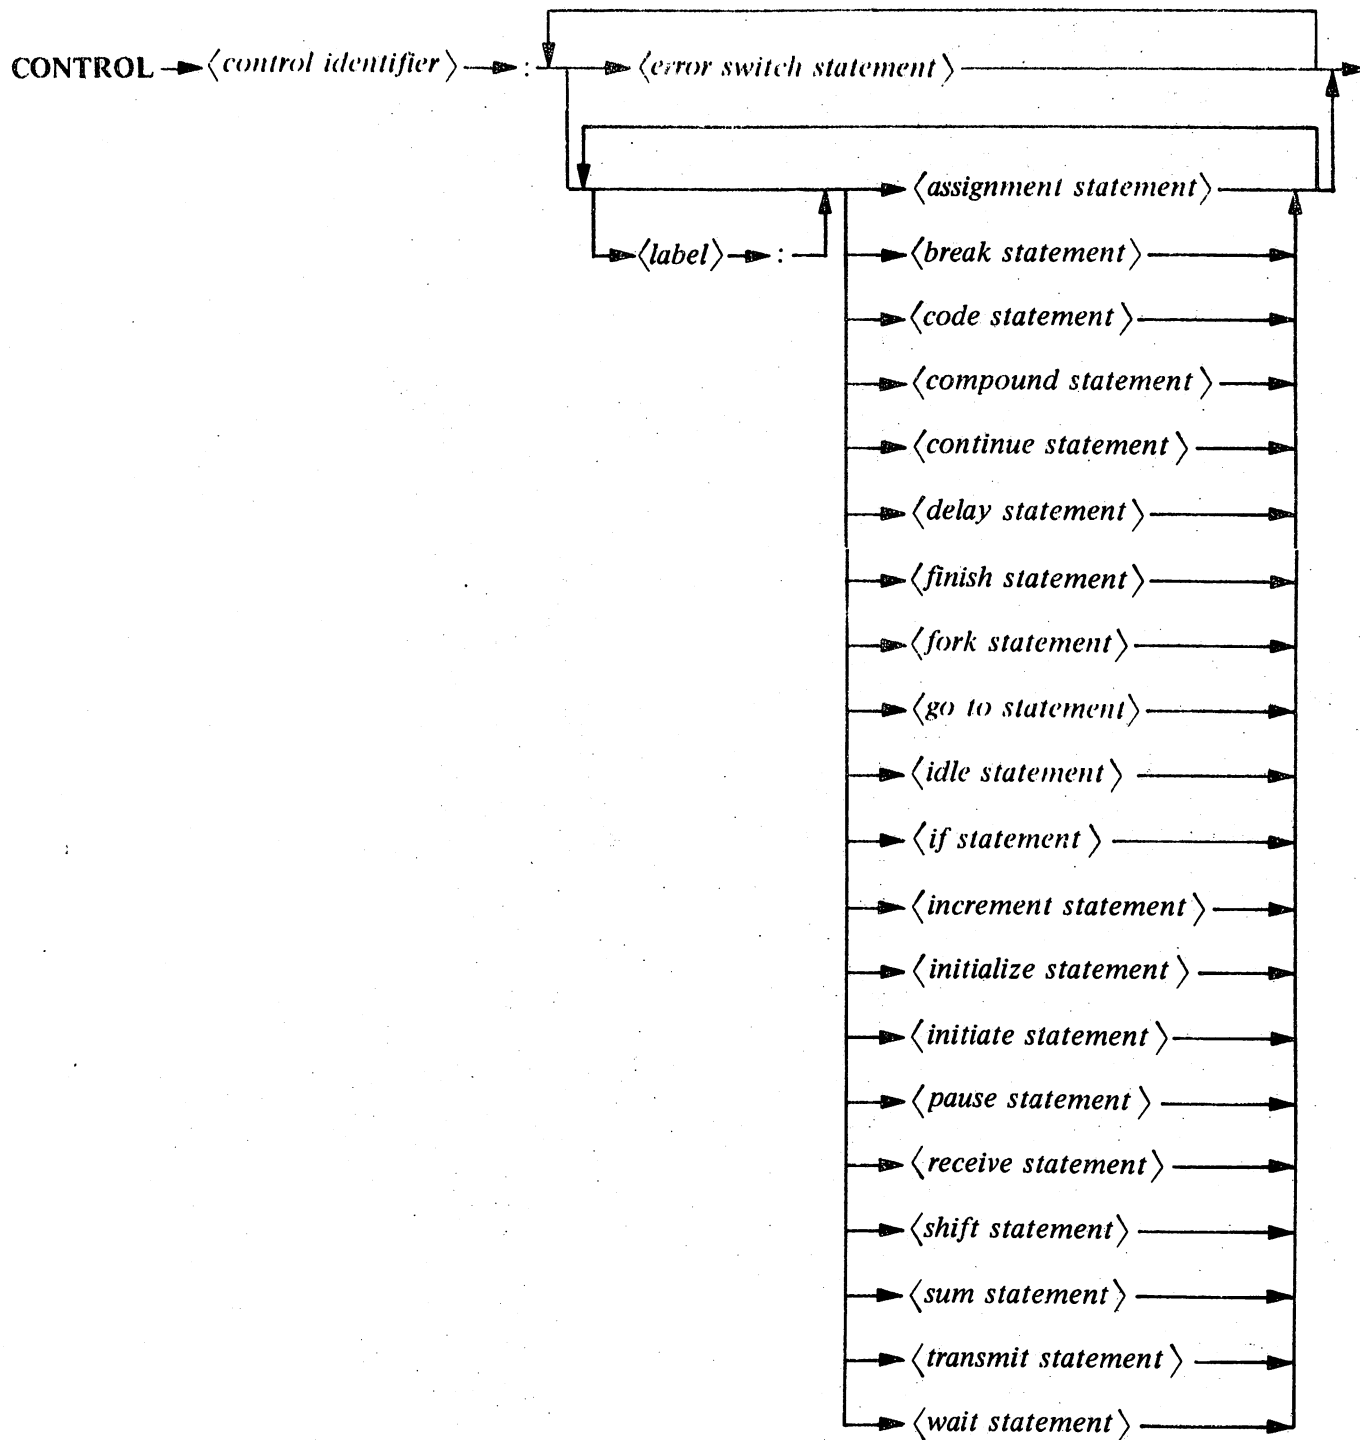 CONTROL ⟨control identifier⟩ : ⟨error switch statement⟩
⟨assignment statement⟩
⟨label⟩ : ⟨break statement⟩
⟨code statement⟩
⟨compound statement⟩
⟨continue statement⟩
⟨delay statement⟩
⟨finish statement⟩
⟨fork statement⟩
⟨go to statement⟩
⟨idle statement⟩
⟨if statement⟩
⟨increment statement⟩
⟨initialize statement⟩
⟨initiate statement⟩
⟨pause statement⟩
⟨receive statement⟩
⟨shift statement⟩
⟨sum statement⟩
⟨transmit statement⟩
⟨wait statement⟩